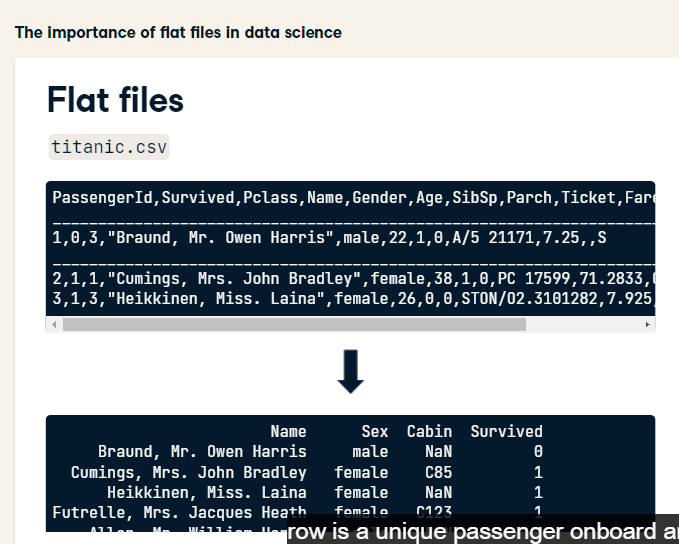 The importance of flat files in data science
Flat files
titanic.csv
PassengerId,Survived,Pclass,Name,Gender,Age,SibSp,Parch,Ticket,Fare
1,0,3,"Braund, Mr. Owen Harris",male,22,1,0,A/5 21171,7.25,,S
2,1,1,"Cumings, Mrs. John Bradley",female,38,1,0,PC 17599,71.2833,
3,1,3,"Heikkinen, Miss. Laina",female,26,0,0,STON/O2.3101282,7.925,
Name Sex Cabin Survived
Braund, Mr. Owen Harris male NaN 0
Cumings, Mrs. John Bradley female C85 1
Heikkinen, Miss. Laina female NaN 1
Futrelle, Mrs. Jacques Heath female C123 1
Allen, Mr. William
row is a unique passenger onboard